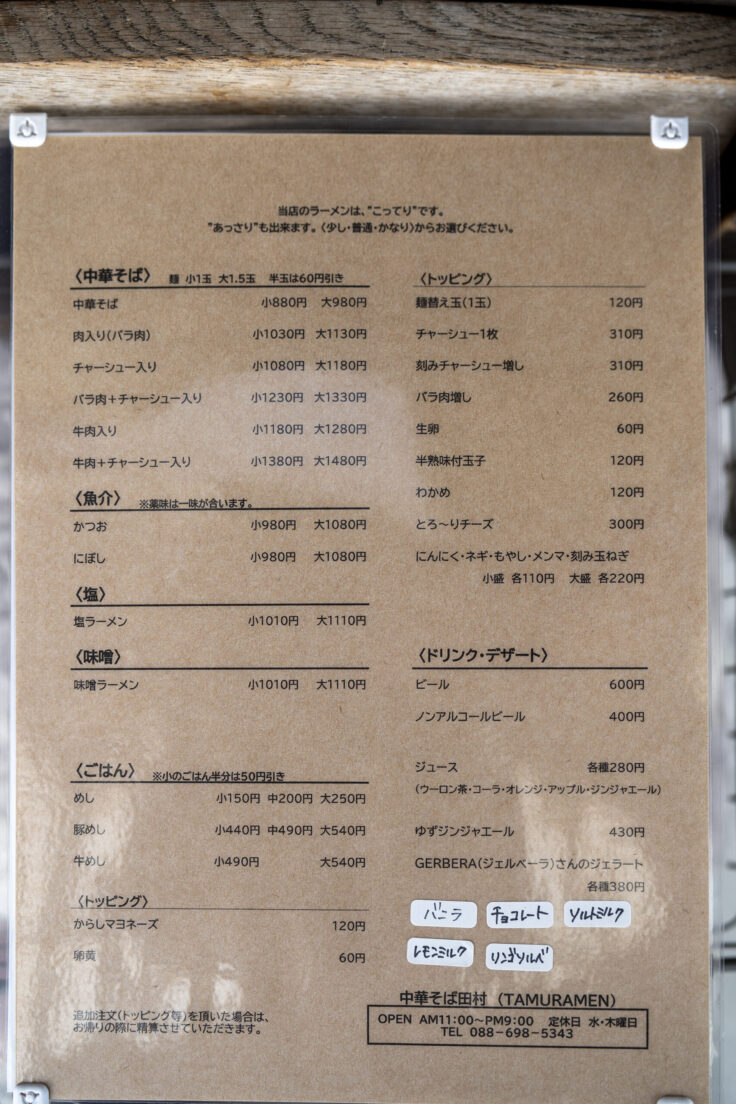 当店のラーメンは、"こってり"です。
"あっさり"も出来ます。〈少し・普通・かなり〉からお選びください。
〈中華そば〉 麺 小1玉 大1.5玉 半玉は60円引き
中華そば 小880円 大980円
肉入り(バラ肉) 小1030円 大1130円
チャーシュー入り 小1080円 大1180円
バラ肉+チャーシュー入り 小1230円 大1330円
牛肉入り 小1180円 大1280円
牛肉+チャーシュー入り 小1380円 大1480円
〈魚介〉 ※薬味は一味が合います。
かつお 小980円 大1080円
にぼし 小980円 大1080円
〈塩〉
塩ラーメン 小1010円 大1110円
〈味噌〉
味噌ラーメン 小1010円 大1110円
〈ごはん〉 ※小のごはん半分は50円引き
めし 小150円 中200円 大250円
豚めし 小440円 中490円 大540円
牛めし 小490円 大540円
〈トッピング〉
からしマヨネーズ 120円
卵黄 60円
追加注文(トッピング等)を頂いた場合は、
お帰りの際に精算させていただきます。
〈トッピング〉
麺替え玉(1玉) 120円
チャーシュー1枚 310円
刻みチャーシュー増し 310円
バラ肉増し 260円
生卵 60円
半熟味付玉子 120円
わかめ 120円
とろ〜りチーズ 300円
にんにく・ネギ・もやし・メンマ・刻み玉ねぎ
小盛 各110円 大盛 各220円
〈ドリンク・デザート〉
ビール 600円
ノンアルコールビール 400円
ジュース 各種280円
(ウーロン茶・コーラ・オレンジ・アップル・ジンジャエール)
ゆずジンジャエール 430円
GERBERA(ジェルベーラ)さんのジェラート
各種380円
バニラ チョコレート ソルトミルク
レモンミルク リンゴソルベ
中華そば田村 (TAMURAMEN)
OPEN AM11:00〜PM9:00 定休日 水・木曜日
TEL 088-698-5343